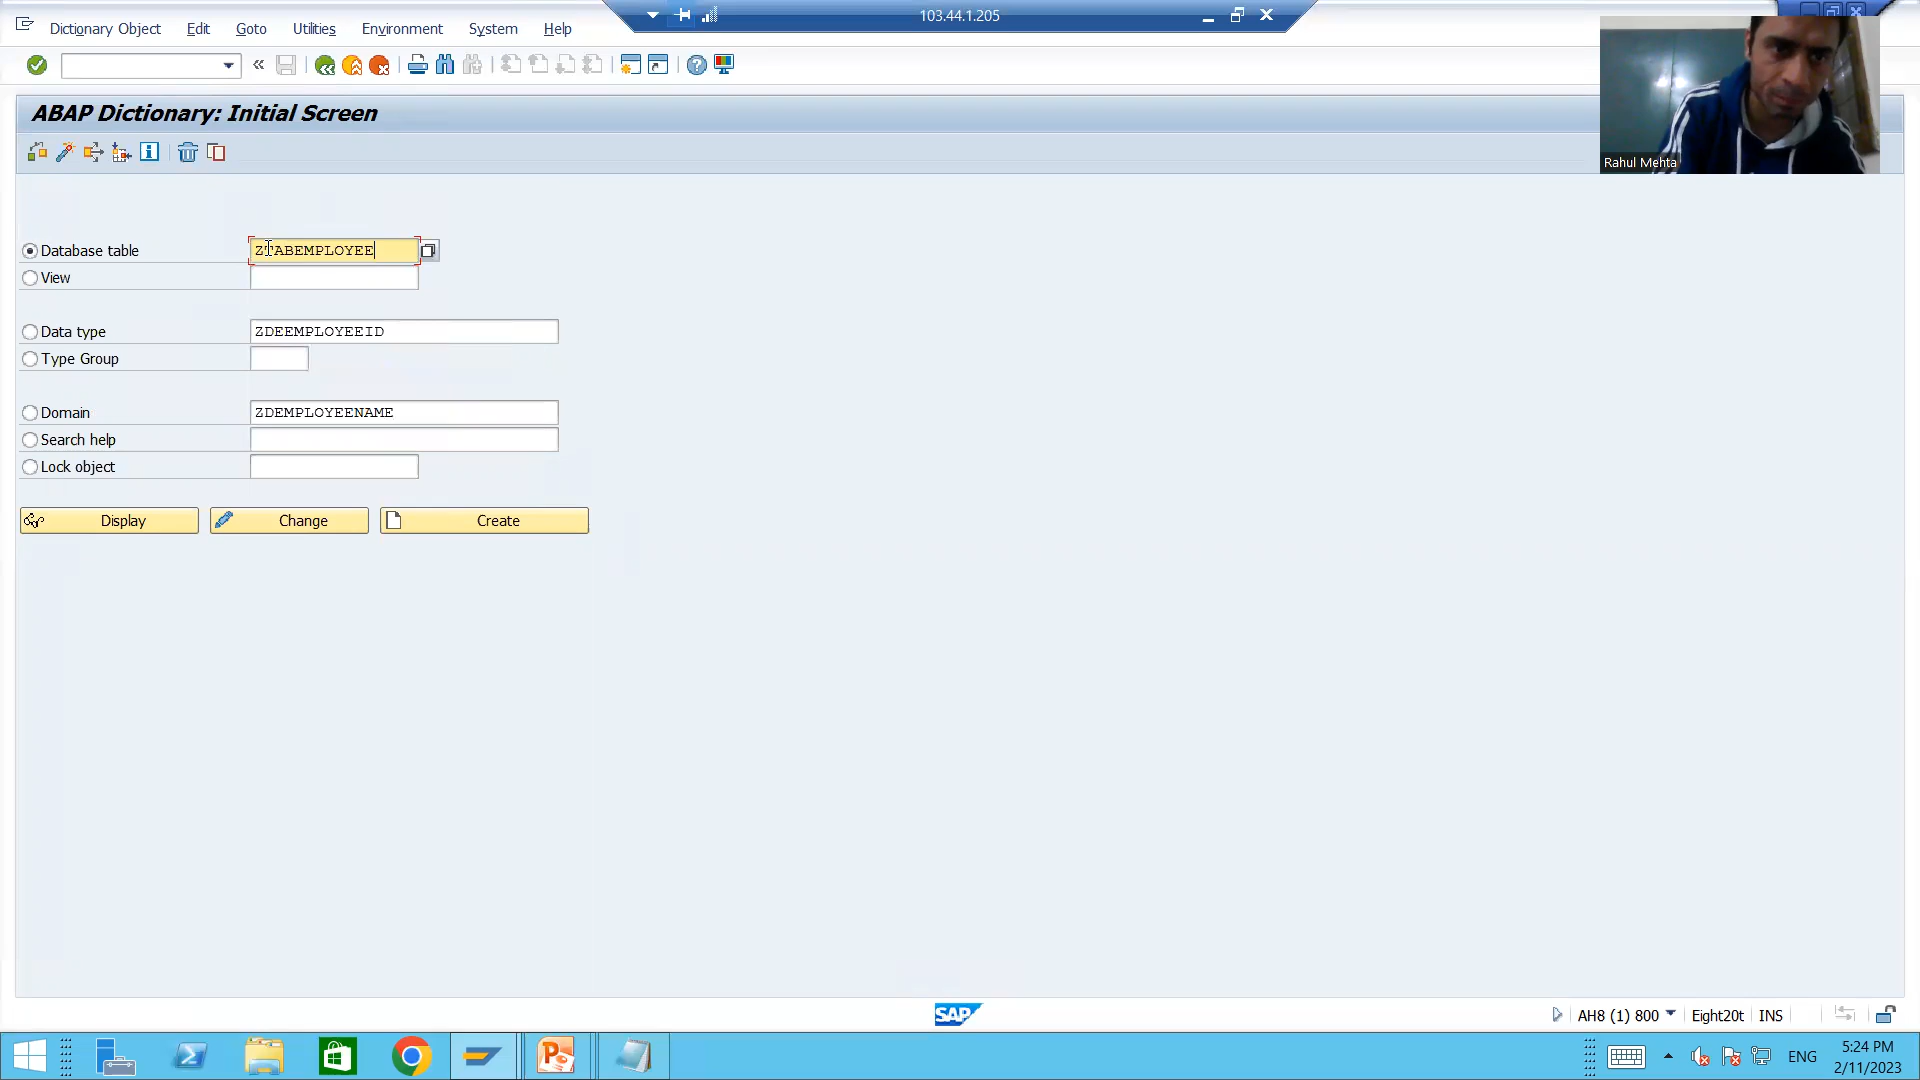 103.44.1.205
Dictionary Object Edit Goto Utilities Environment System Help
ABAP Dictionary: Initial Screen
Rahul Mehta
Database table ZTABEMPLOYEE
View
Data type ZDEEMPLOYEEID
Type Group
Domain ZDEMPLOYEENAME
Search help
Lock object
Display Change Create
SAP AH8 (1) 800 Eight20t INS
ENG 5:24 PM
2/11/2023